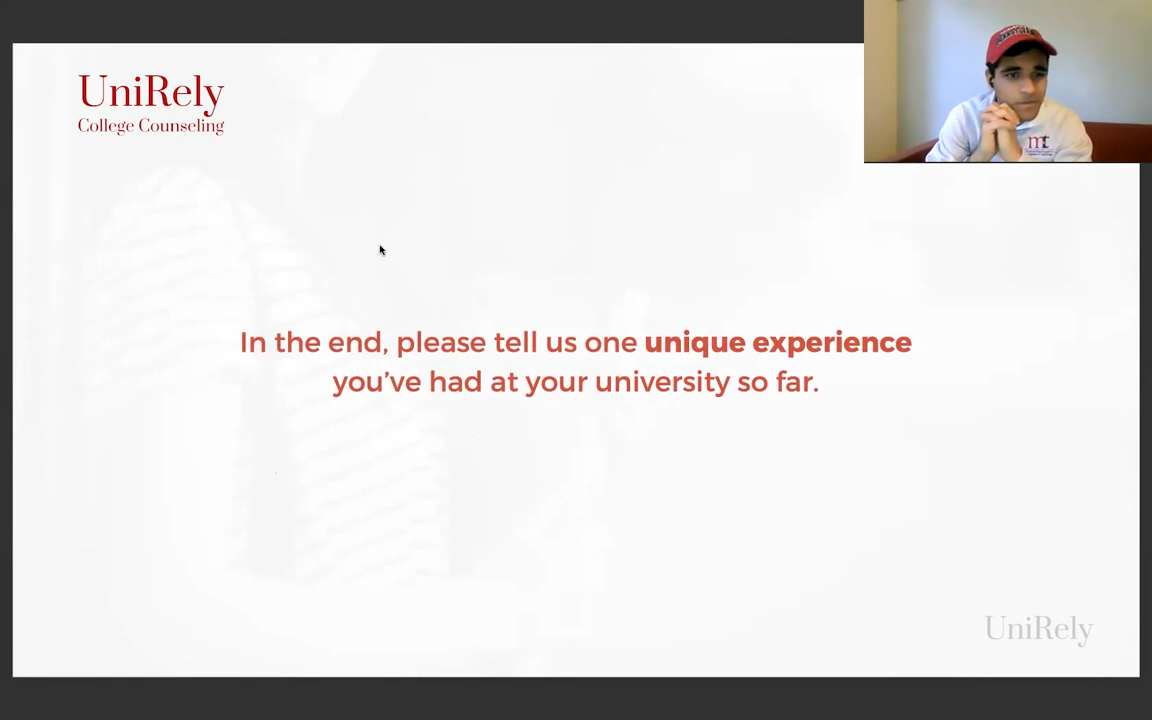 UniRely
College Counseling
mt
In the end, please tell us one unique experience
you’ve had at your university so far.
UniRely